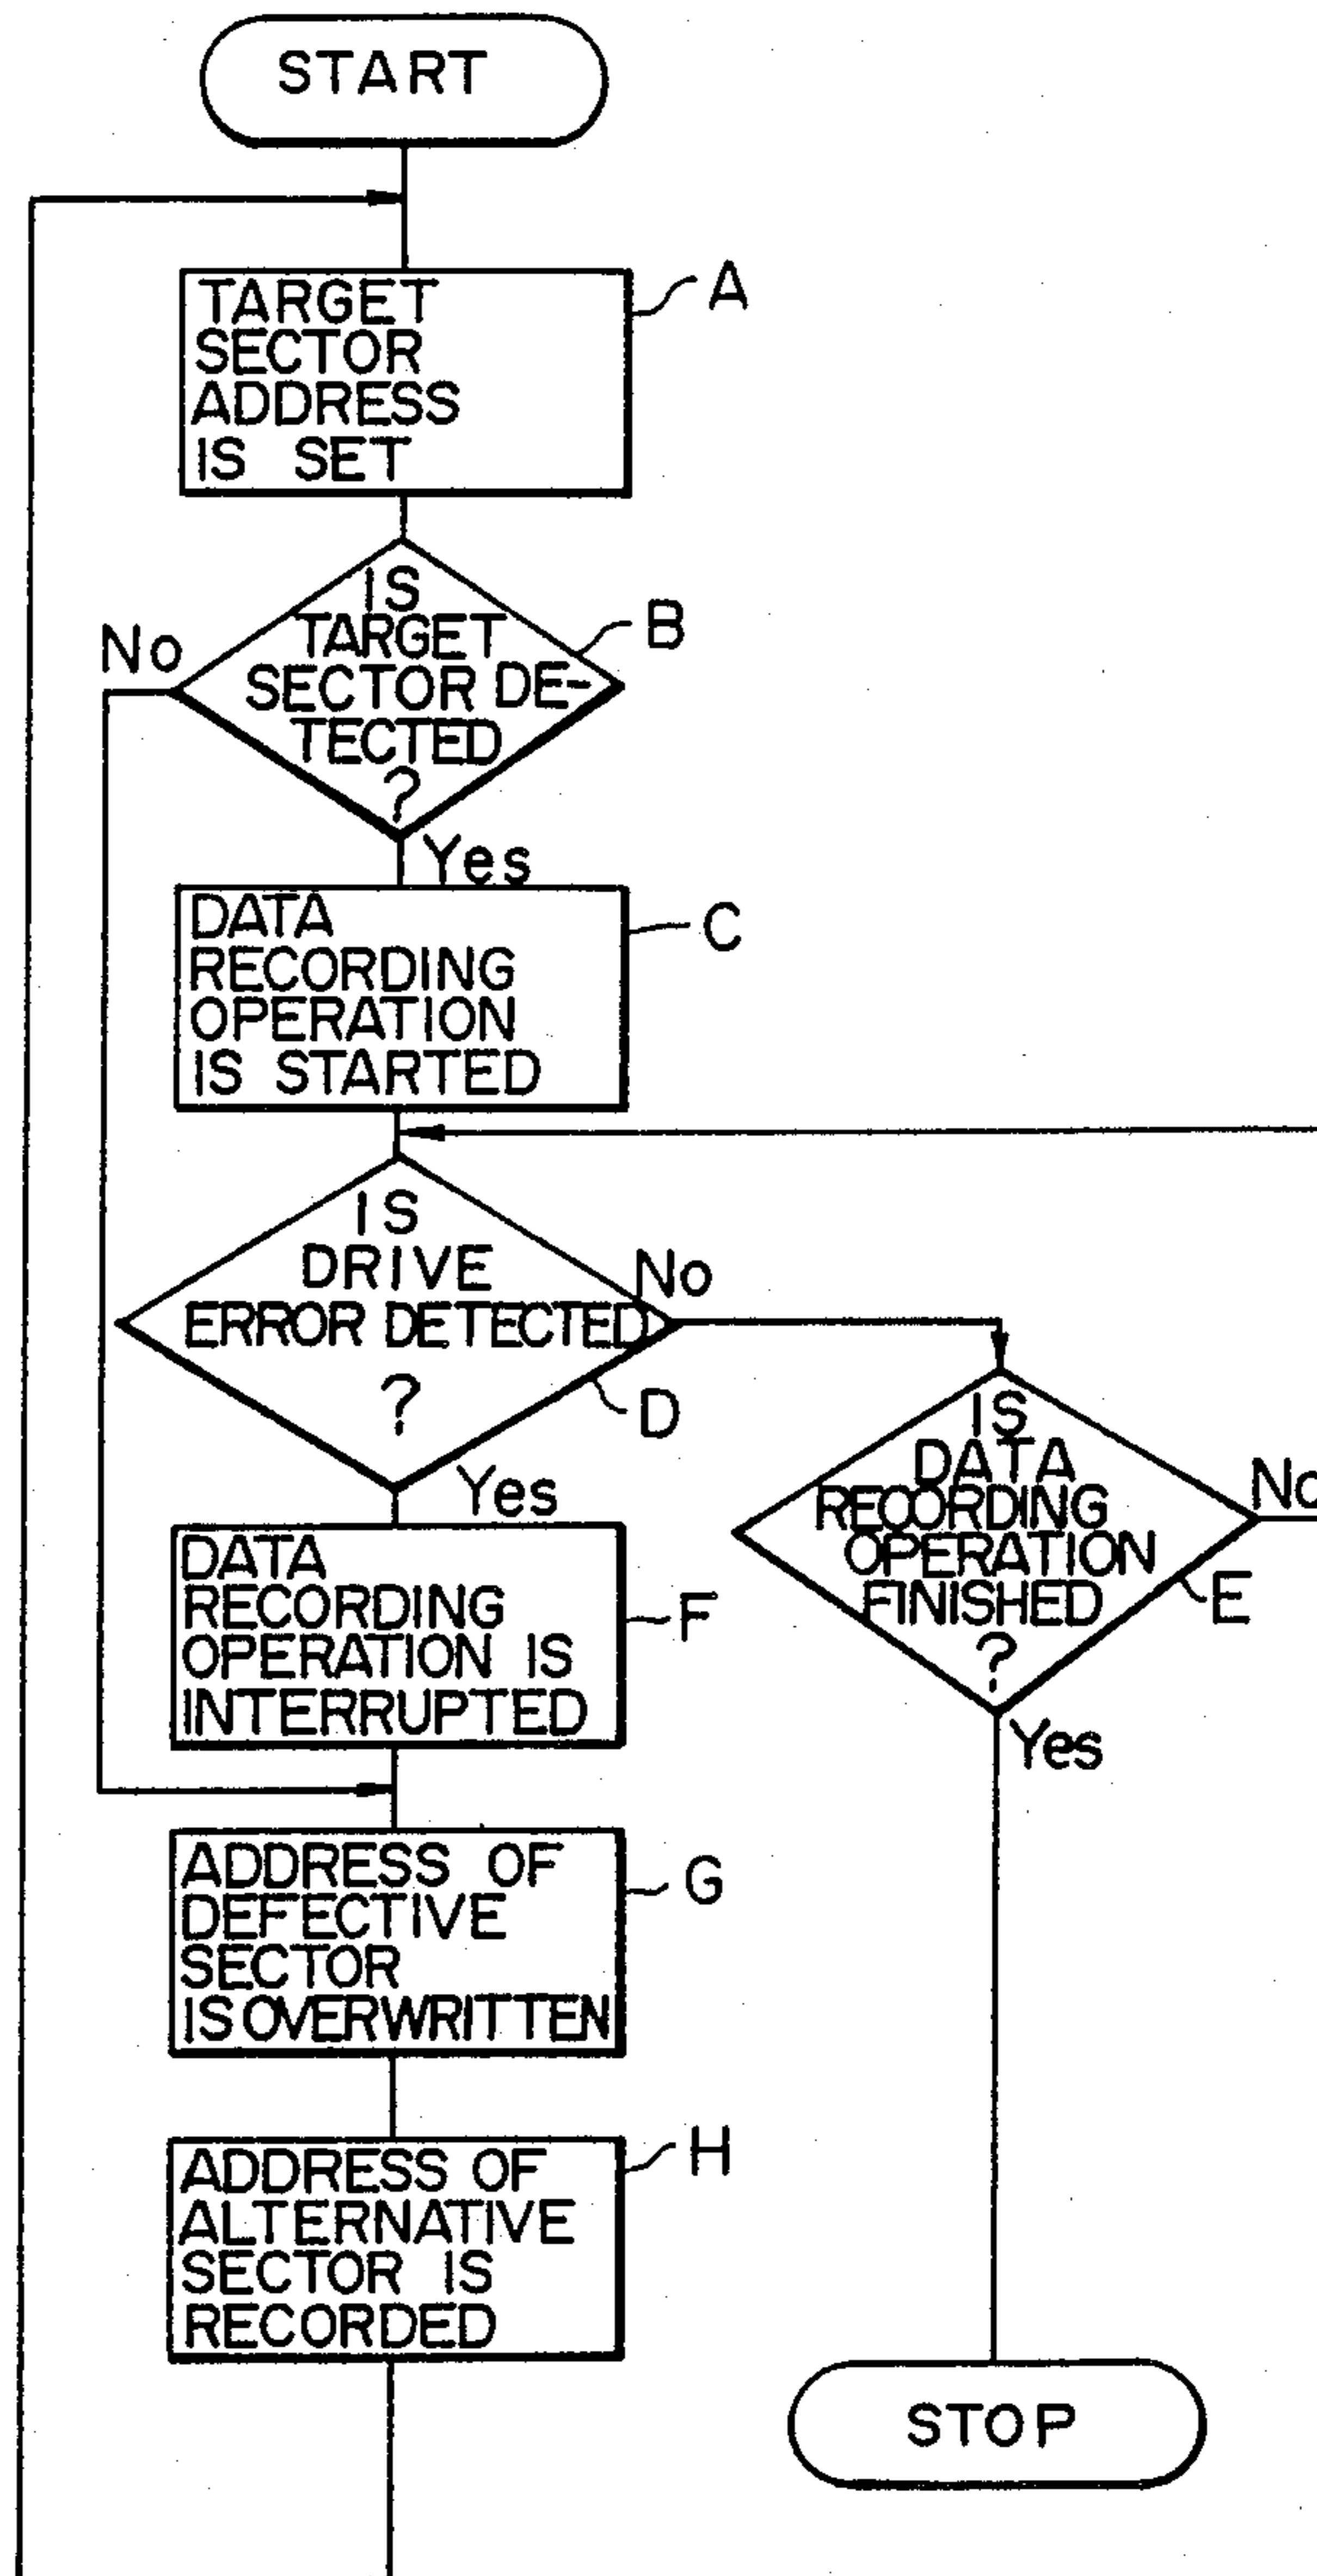 START
TARGET
SECTOR
ADDRESS
IS SET
A
IS
TARGET
SECTOR DE-
TECTED
?
B
No
Yes
DATA
RECORDING
OPERATION
IS STARTED
C
IS
DRIVE
ERROR DETECTED
?
No
D
Yes
IS
DATA
RECORDING
OPERATION
FINISHED
?
No
E
Yes
DATA
RECORDING
OPERATION IS
INTERRUPTED
F
ADDRESS OF
DEFECTIVE
SECTOR
IS OVERWRITTEN
G
ADDRESS OF
ALTERNATIVE
SECTOR IS
RECORDED
H
STOP